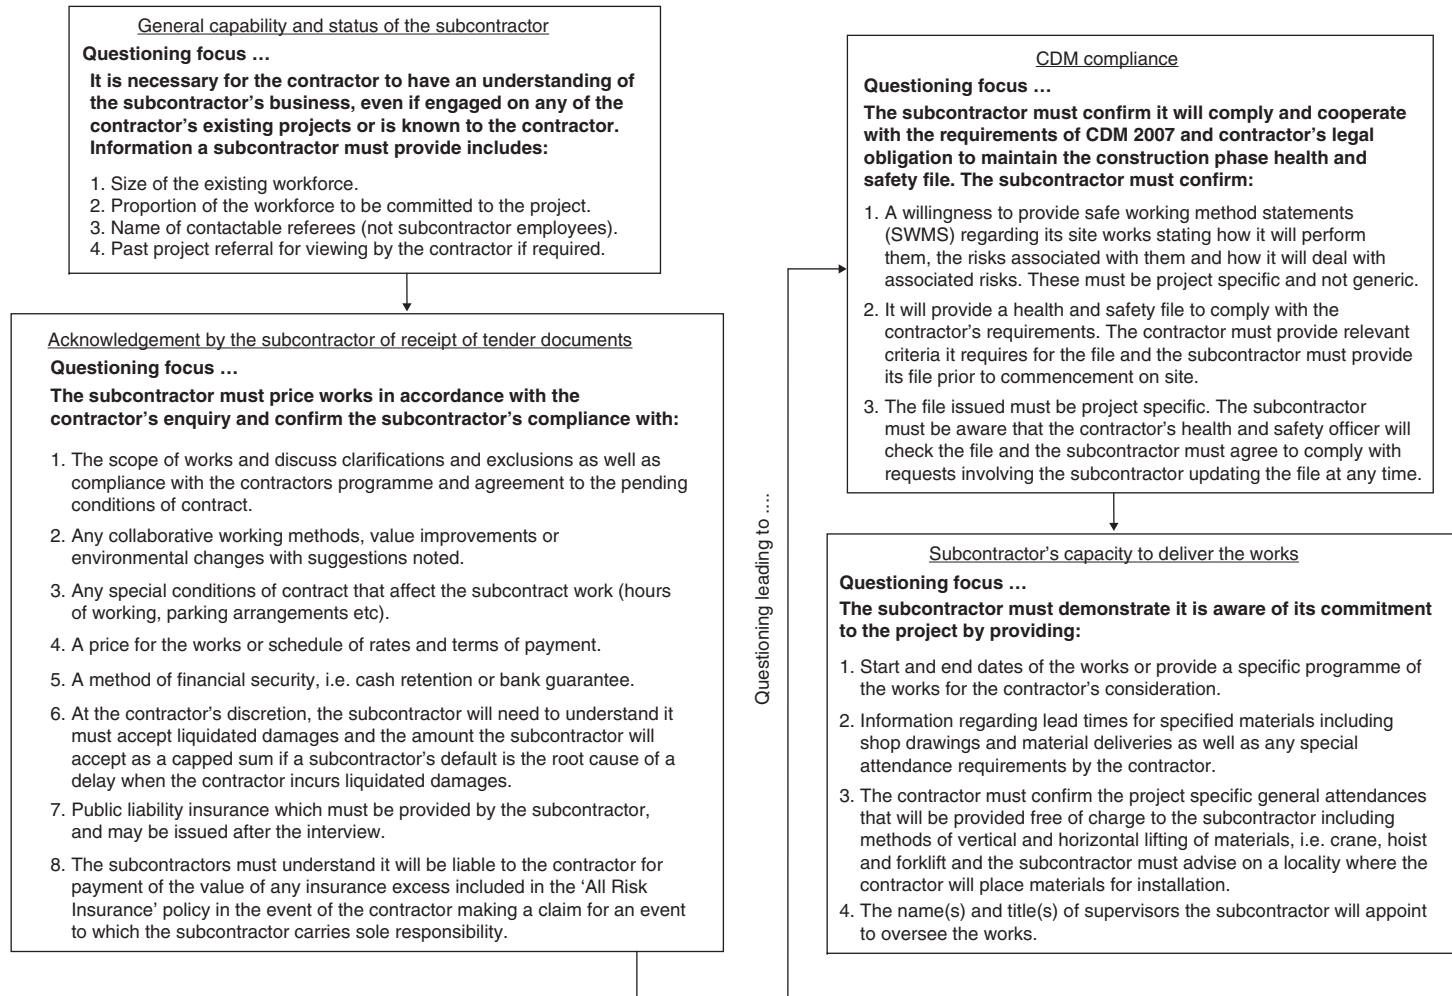 General capability and status of the subcontractor
Questioning focus …
It is necessary for the contractor to have an understanding of
the subcontractor's business, even if engaged on any of the
contractor's existing projects or is known to the contractor.
Information a subcontractor must provide includes:
1. Size of the existing workforce.
2. Proportion of the workforce to be committed to the project.
3. Name of contactable referees (not subcontractor employees).
4. Past project referral for viewing by the contractor if required.
Acknowledgement by the subcontractor of receipt of tender documents
Questioning focus …
The subcontractor must price works in accordance with the
contractor's enquiry and confirm the subcontractor's compliance with:
1. The scope of works and discuss clarifications and exclusions as well as
compliance with the contractors programme and agreement to the pending
conditions of contract.
2. Any collaborative working methods, value improvements or
environmental changes with suggestions noted.
3. Any special conditions of contract that affect the subcontract work (hours
of working, parking arrangements etc).
4. A price for the works or schedule of rates and terms of payment.
5. A method of financial security, i.e. cash retention or bank guarantee.
6. At the contractor's discretion, the subcontractor will need to understand it
must accept liquidated damages and the amount the subcontractor will
accept as a capped sum if a subcontractor's default is the root cause of a
delay when the contractor incurs liquidated damages.
7. Public liability insurance which must be provided by the subcontractor,
and may be issued after the interview.
8. The subcontractors must understand it will be liable to the contractor for
payment of the value of any insurance excess included in the 'All Risk
Insurance' policy in the event of the contractor making a claim for an event
to which the subcontractor carries sole responsibility.
Questioning leading to ....
CDM compliance
Questioning focus …
The subcontractor must confirm it will comply and cooperate
with the requirements of CDM 2007 and contractor's legal
obligation to maintain the construction phase health and
safety file. The subcontractor must confirm:
1. A willingness to provide safe working method statements
(SWMS) regarding its site works stating how it will perform
them, the risks associated with them and how it will deal with
associated risks. These must be project specific and not generic.
2. It will provide a health and safety file to comply with the
contractor's requirements. The contractor must provide relevant
criteria it requires for the file and the subcontractor must provide
its file prior to commencement on site.
3. The file issued must be project specific. The subcontractor
must be aware that the contractor's health and safety officer will
check the file and the subcontractor must agree to comply with
requests involving the subcontractor updating the file at any time.
Subcontractor's capacity to deliver the works
Questioning focus …
The subcontractor must demonstrate it is aware of its commitment
to the project by providing:
1. Start and end dates of the works or provide a specific programme of
the works for the contractor's consideration.
2. Information regarding lead times for specified materials including
shop drawings and material deliveries as well as any special
attendance requirements by the contractor.
3. The contractor must confirm the project specific general attendances
that will be provided free of charge to the subcontractor including
methods of vertical and horizontal lifting of materials, i.e. crane, hoist
and forklift and the subcontractor must advise on a locality where the
contractor will place materials for installation.
4. The name(s) and title(s) of supervisors the subcontractor will appoint
to oversee the works.